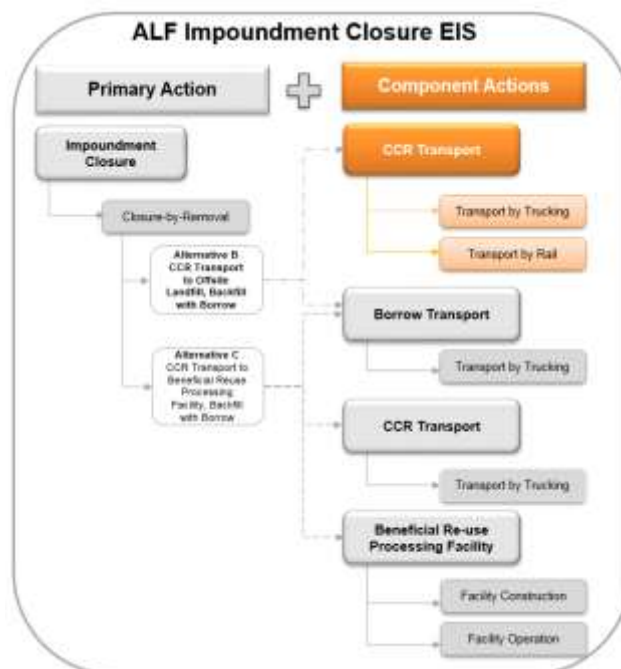 ALF Impoundment Closure EIS
Primary Action
Component Actions
Impoundment
Closure
Closure-by-Removal
Alternative B
CCR Transport
to Offsite
Landfill, Backfill
with Borrow
Alternative C
CCR Transport to
Beneficial Reuse
Processing
Facility, Backfill
with Borrow
CCR Transport
Transport by Trucking
Transport by Rail
Borrow Transport
Transport by Trucking
CCR Transport
Transport by Trucking
Beneficial Re-use
Processing Facility
Facility Construction
Facility Operation